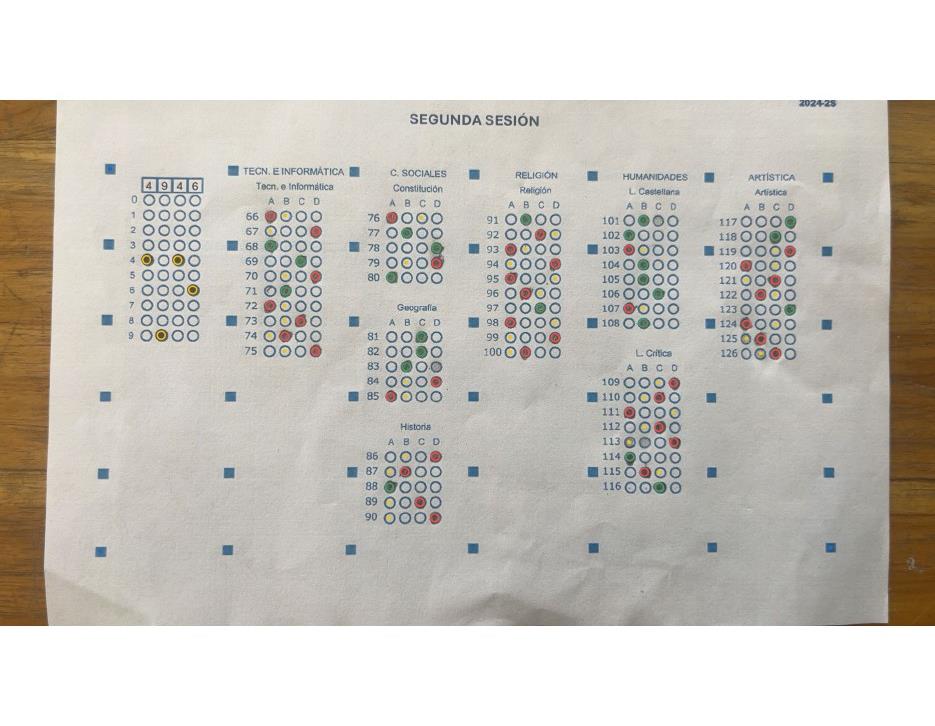 2024-2S
SEGUNDA SESIÓN
4 9 4 6
0
1
2
3
4
5
6
7
8
9
TECN. E INFORMÁTICA
Tecn. e Informática
A B C D
66
67
68
69
70
71
72
73
74
75
C. SOCIALES
Constitución
A B C D
76
77
78
79
80
Geografía
A B C D
81
82
83
84
85
Historia
A B C D
86
87
88
89
90
RELIGIÓN
Religión
A B C D
91
92
93
94
95
96
97
98
99
100
HUMANIDADES
L. Castellana
A B C D
101
102
103
104
105
106
107
108
L. Crítica
A B C D
109
110
111
112
113
114
115
116
ARTÍSTICA
Artística
A B C D
117
118
119
120
121
122
123
124
125
126